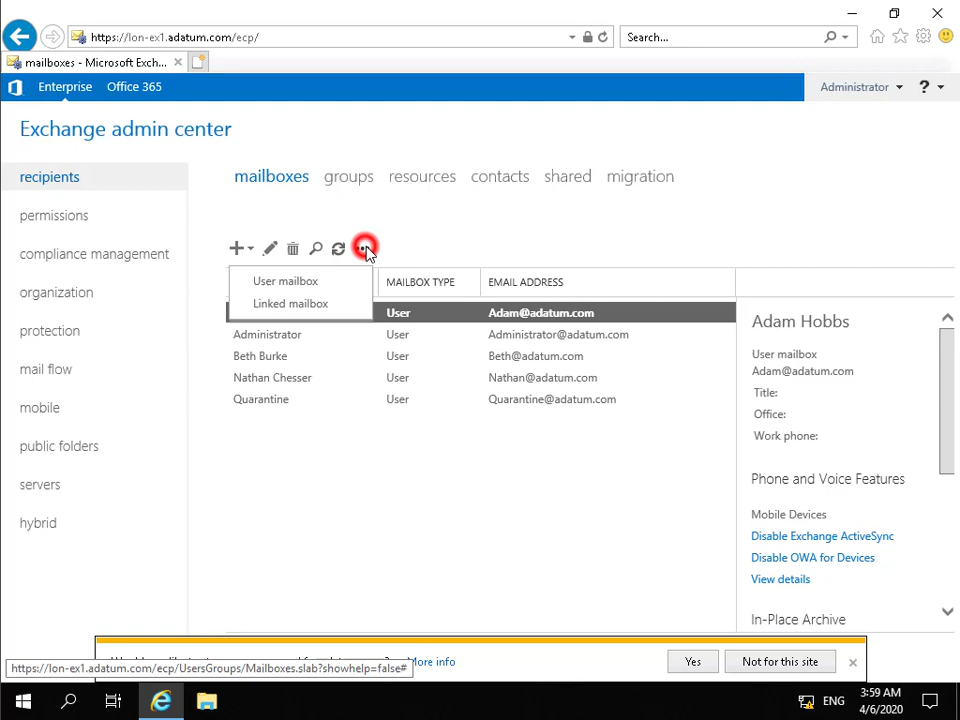 https://lon-ex1.adatum.com/ecp/
Search...
mailboxes - Microsoft Exch...
Enterprise
Office 365
Administrator
?
Exchange admin center
recipients
permissions
compliance management
organization
protection
mail flow
mobile
public folders
servers
hybrid
mailboxes groups resources contacts shared migration
User mailbox
Linked mailbox
MAILBOX TYPE EMAIL ADDRESS
User Adam@adatum.com
Administrator User Administrator@adatum.com
Beth Burke User Beth@adatum.com
Nathan Chesser User Nathan@adatum.com
Quarantine User Quarantine@adatum.com
Adam Hobbs
User mailbox
Adam@adatum.com
Title:
Office:
Work phone:
Phone and Voice Features
Mobile Devices
Disable Exchange ActiveSync
Disable OWA for Devices
View details
In-Place Archive
More info
Yes
Not for this site
https://lon-ex1.adatum.com/ecp/UsersGroups/Mailboxes.slab?showhelp=false#
ENG
3:59 AM
4/6/2020